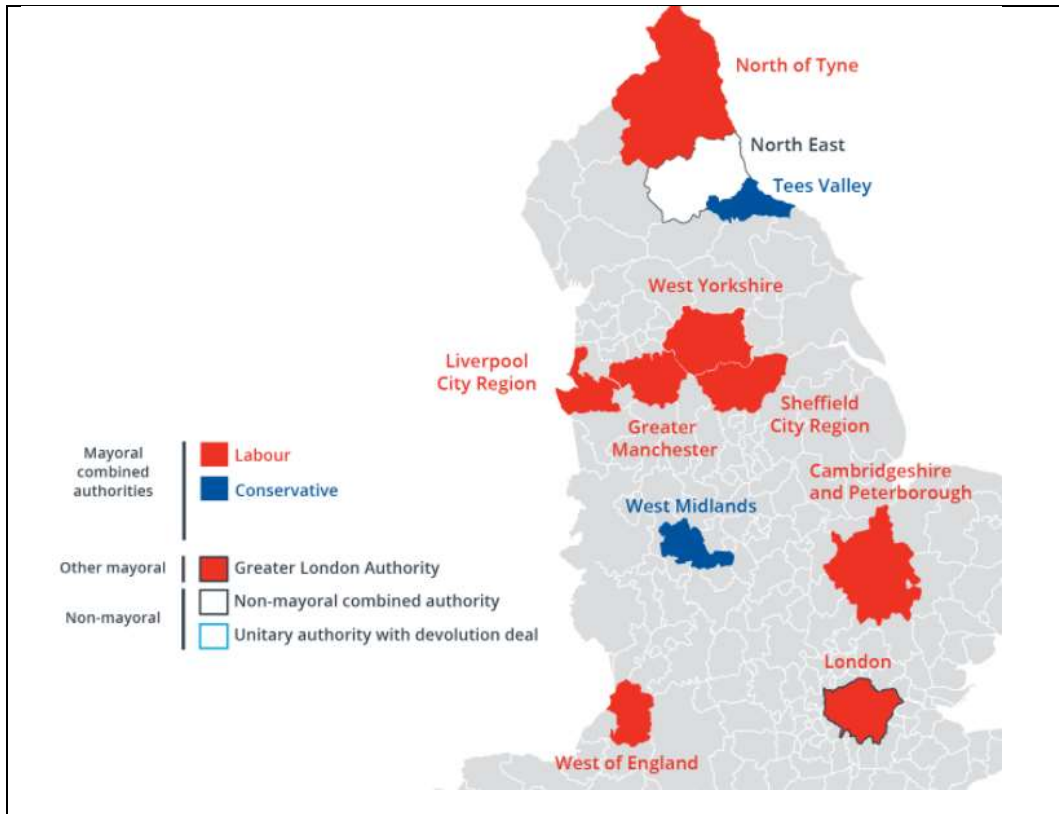 North of Tyne
North East
Tees Valley
West Yorkshire
Liverpool
City Region
Greater
Manchester
Sheffield
City Region
Cambridgeshire
and Peterborough
West Midlands
London
West of England
Mayoral
combined
authorities
Labour
Conservative
Other mayoral
Greater London Authority
Non-mayoral
Non-mayoral combined authority
Unitary authority with devolution deal